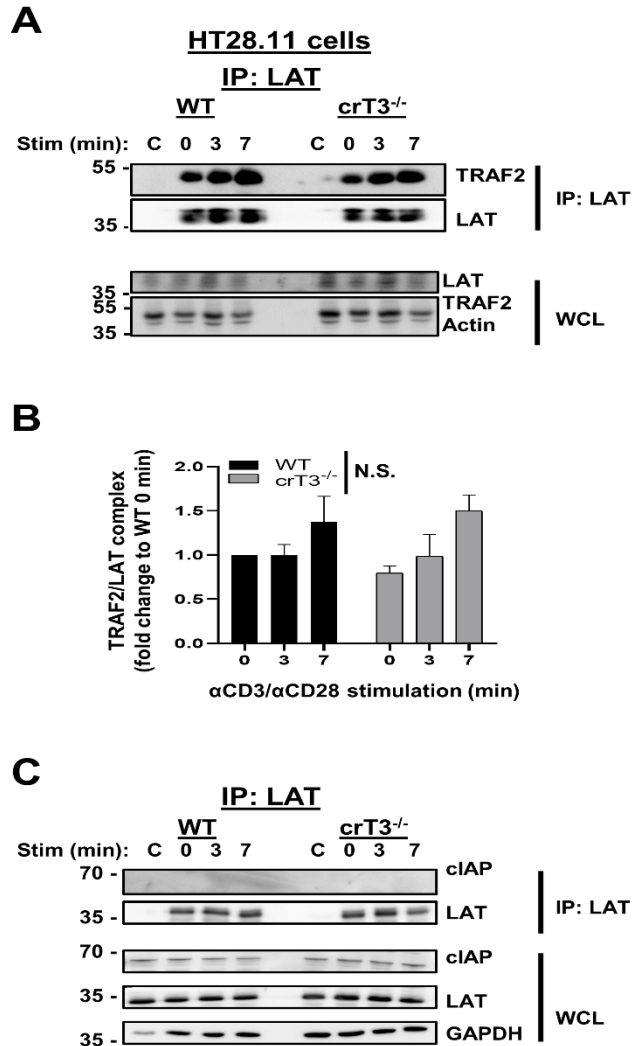 A
HT28.11 cells
IP: LAT
WT crT3-/-
Stim (min): C 0 3 7 C 0 3 7
55 - TRAF2
35 - LAT
IP: LAT
35 - LAT
55 - TRAF2
35 - Actin
WCL
B
WT
crT3-/-
N.S.
TRAF2/LAT complex
(fold change to WT 0 min)
2.0
1.5
1.0
0.5
0.0
0 3 7 0 3 7
αCD3/αCD28 stimulation (min)
C
IP: LAT
WT crT3-/-
Stim (min): C 0 3 7 C 0 3 7
70 - cIAP
35 - LAT
IP: LAT
70 - cIAP
35 - LAT
35 - GAPDH
WCL